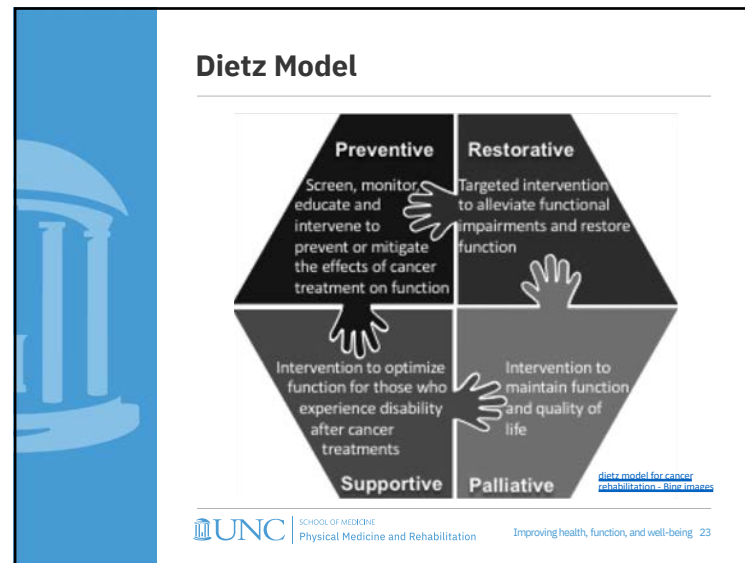 Dietz Model
Preventive
Screen, monitor,
educate and
intervene to
prevent or mitigate
the effects of cancer
treatment on function
Restorative
Targeted intervention
to alleviate functional
impairments and restore
function
Intervention to optimize
function for those who
experience disability
after cancer
treatments
Supportive
Intervention to
maintain function
and quality of
life
Palliative
dietz model for cancer
rehabilitation - Bing images
UNC
SCHOOL OF MEDICINE
Physical Medicine and Rehabilitation
Improving health, function, and well-being 23